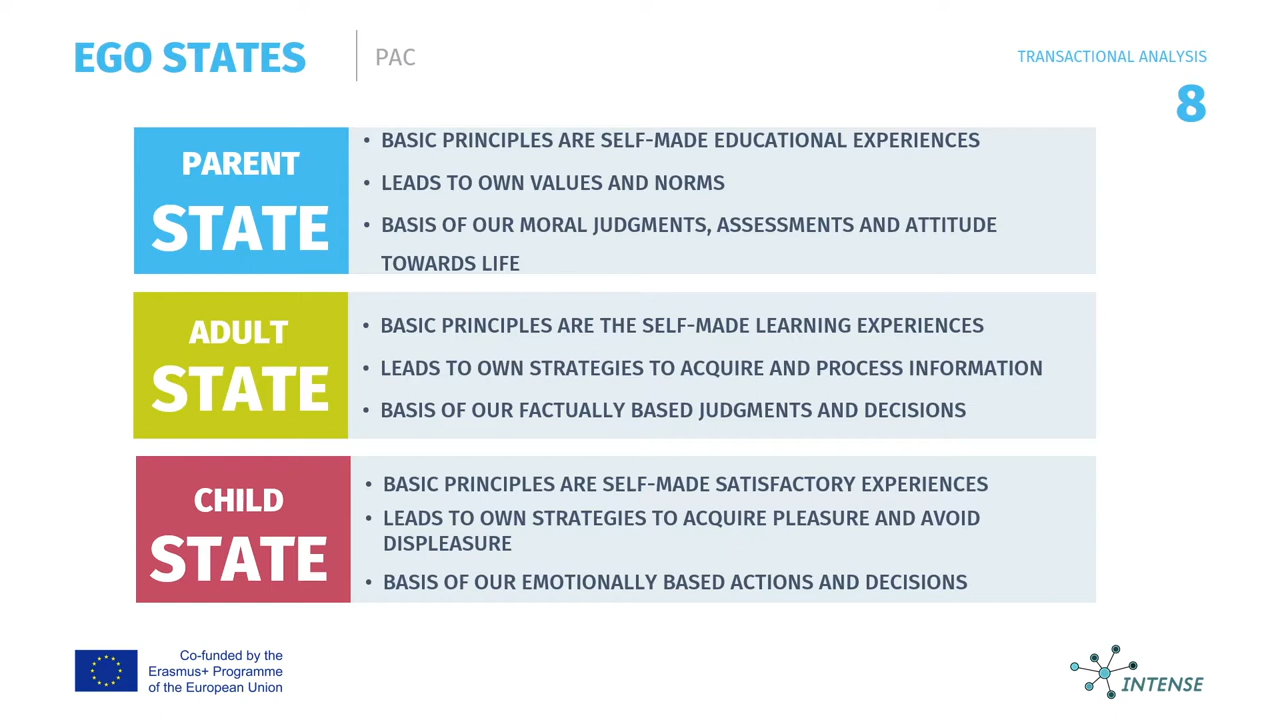 EGO STATES
PAC
TRANSACTIONAL ANALYSIS
8
PARENT
STATE
• BASIC PRINCIPLES ARE SELF-MADE EDUCATIONAL EXPERIENCES
• LEADS TO OWN VALUES AND NORMS
• BASIS OF OUR MORAL JUDGMENTS, ASSESSMENTS AND ATTITUDE
TOWARDS LIFE
ADULT
STATE
• BASIC PRINCIPLES ARE THE SELF-MADE LEARNING EXPERIENCES
• LEADS TO OWN STRATEGIES TO ACQUIRE AND PROCESS INFORMATION
• BASIS OF OUR FACTUALLY BASED JUDGMENTS AND DECISIONS
CHILD
STATE
• BASIC PRINCIPLES ARE SELF-MADE SATISFACTORY EXPERIENCES
• LEADS TO OWN STRATEGIES TO ACQUIRE PLEASURE AND AVOID
DISPLEASURE
• BASIS OF OUR EMOTIONALLY BASED ACTIONS AND DECISIONS
Co-funded by the
Erasmus+ Programme
of the European Union
INTENSE